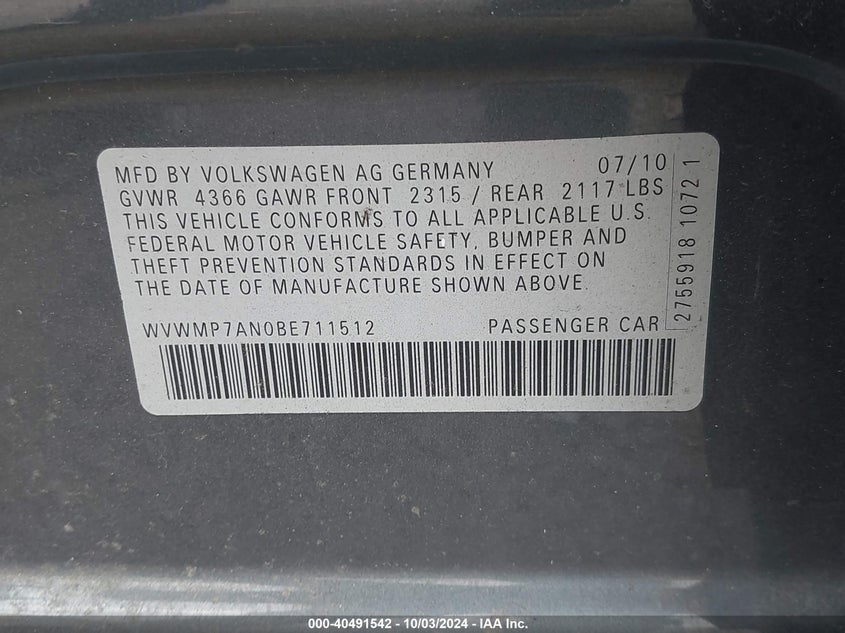 MFD BY VOLKSWAGEN AG GERMANY 07/10
GVWR 4366 GAWR FRONT 2315 / REAR 2117 LBS
THIS VEHICLE CONFORMS TO ALL APPLICABLE U.S.
FEDERAL MOTOR VEHICLE SAFETY, BUMPER AND
THEFT PREVENTION STANDARDS IN EFFECT ON
THE DATE OF MANUFACTURE SHOWN ABOVE.
WVWMP7AN0BE711512 PASSENGER CAR
2755918 1072 1
000-40491542 - 10/03/2024 - IAA Inc.